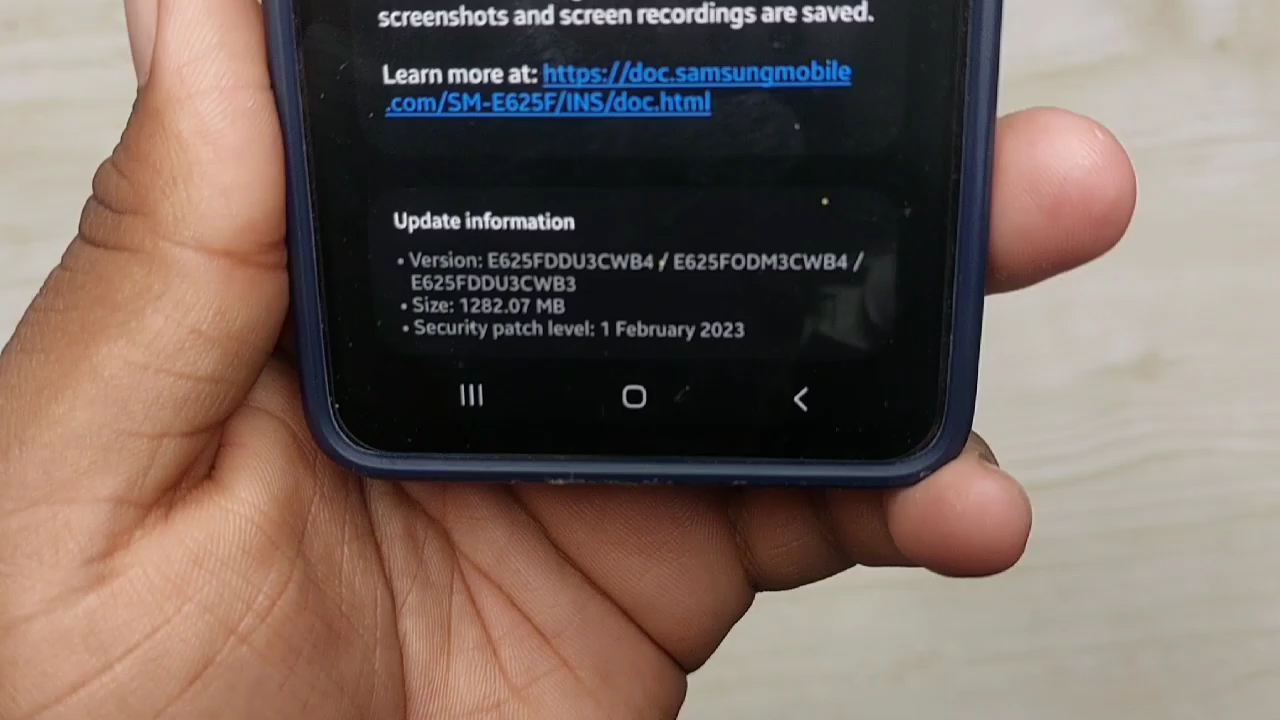 screenshots and screen recordings are saved.
Learn more at: https://doc.samsungmobile
.com/SM-E625F/INS/doc.html
Update information
• Version: E625FDDU3CWB4 / E625FODM3CWB4 /
E625FDDU3CWB3
• Size: 1282.07 MB
• Security patch level: 1 February 2023